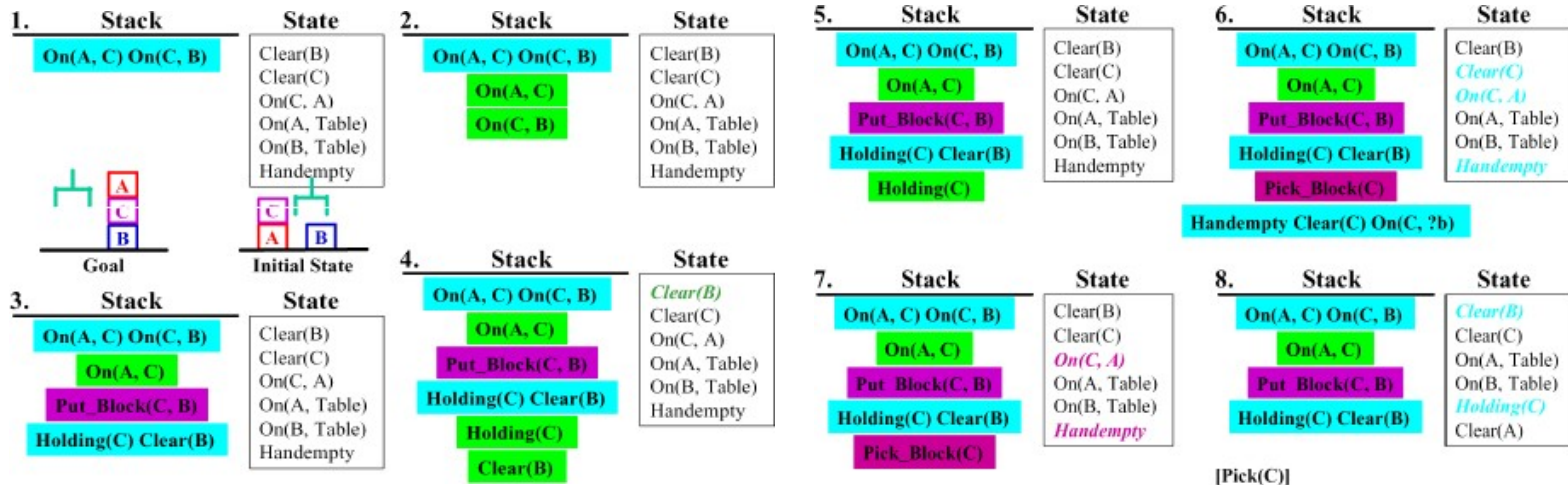 1. Stack State
On(A, C) On(C, B)
Clear(B)
Clear(C)
On(C, A)
On(A, Table)
On(B, Table)
Handempty
A
C
B
Goal
C
A B
Initial State
2. Stack State
On(A, C) On(C, B)
On(A, C)
On(C, B)
Clear(B)
Clear(C)
On(C, A)
On(A, Table)
On(B, Table)
Handempty
3. Stack State
On(A, C) On(C, B)
On(A, C)
Put_Block(C, B)
Holding(C) Clear(B)
Clear(B)
Clear(C)
On(C, A)
On(A, Table)
On(B, Table)
Handempty
4. Stack State
On(A, C) On(C, B)
On(A, C)
Put_Block(C, B)
Holding(C) Clear(B)
Holding(C)
Clear(B)
Clear(B)
Clear(C)
On(C, A)
On(A, Table)
On(B, Table)
Handempty
5. Stack State
On(A, C) On(C, B)
On(A, C)
Put_Block(C, B)
Holding(C) Clear(B)
Holding(C)
Clear(B)
Clear(C)
On(C, A)
On(A, Table)
On(B, Table)
Handempty
6. Stack State
On(A, C) On(C, B)
On(A, C)
Put_Block(C, B)
Holding(C) Clear(B)
Pick_Block(C)
Handempty Clear(C) On(C, ?b)
Clear(B)
Clear(C)
On(C, A)
On(A, Table)
On(B, Table)
Handempty
7. Stack State
On(A, C) On(C, B)
On(A, C)
Put_Block(C, B)
Holding(C) Clear(B)
Pick_Block(C)
Clear(B)
Clear(C)
On(C, A)
On(A, Table)
On(B, Table)
Handempty
8. Stack State
On(A, C) On(C, B)
On(A, C)
Put_Block(C, B)
Holding(C) Clear(B)
Clear(B)
Clear(C)
On(A, Table)
On(B, Table)
Holding(C)
Clear(A)
[Pick(C)]